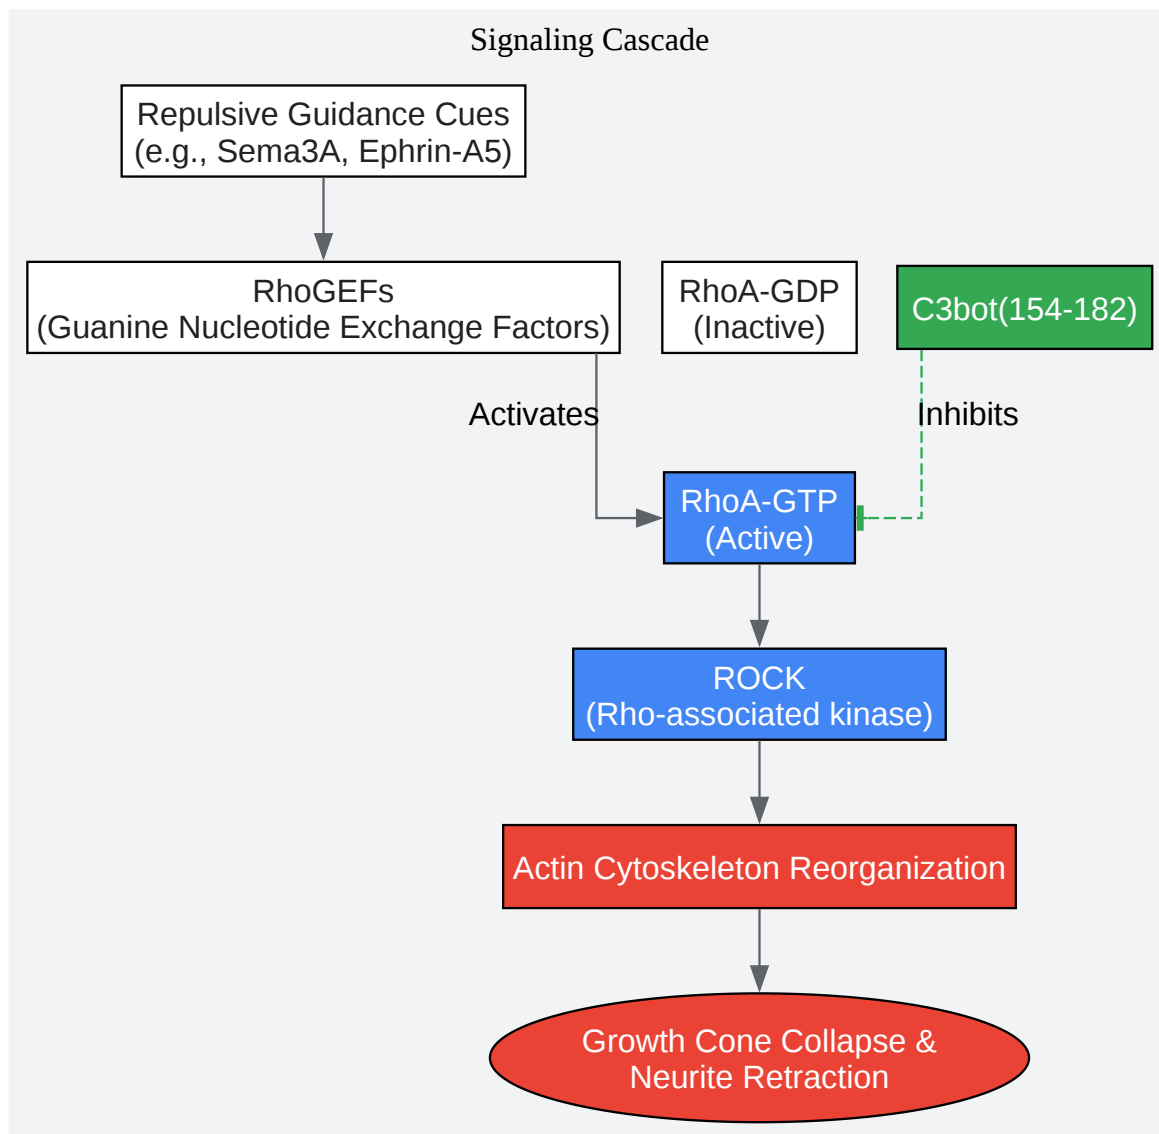 Signaling Cascade
Repulsive Guidance Cues
(e.g., Sema3A, Ephrin-A5)
RhoGEFs
(Guanine Nucleotide Exchange Factors)
RhoA-GDP
(Inactive)
C3bot(154-182)
Activates
Inhibits
RhoA-GTP
(Active)
ROCK
(Rho-associated kinase)
Actin Cytoskeleton Reorganization
Growth Cone Collapse &
Neurite Retraction